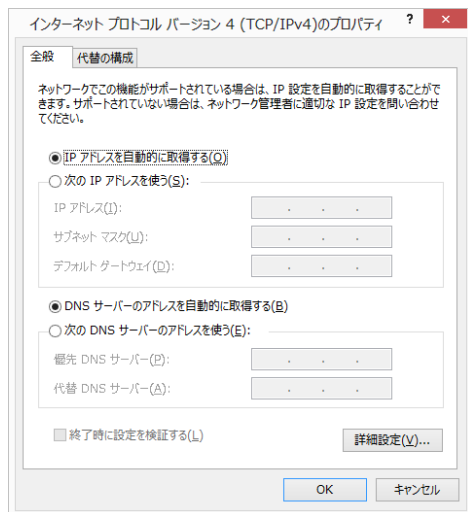 インターネット プロトコル バージョン 4 (TCP/IPv4)のプロパティ ? ×
全般 代替の構成
ネットワークでこの機能がサポートされている場合は、IP 設定を自動的に取得することがで
きます。サポートされていない場合は、ネットワーク管理者に適切な IP 設定を問い合わせ
てください。
IP アドレスを自動的に取得する(O)
次の IP アドレスを使う(S):
IP アドレス(I): . . .
サブネット マスク(U): . . .
デフォルト ゲートウェイ(D): . . .
DNS サーバーのアドレスを自動的に取得する(B)
次の DNS サーバーのアドレスを使う(E):
優先 DNS サーバー(P): . . .
代替 DNS サーバー(A): . . .
終了時に設定を検証する(L)
詳細設定(V)...
OK キャンセル